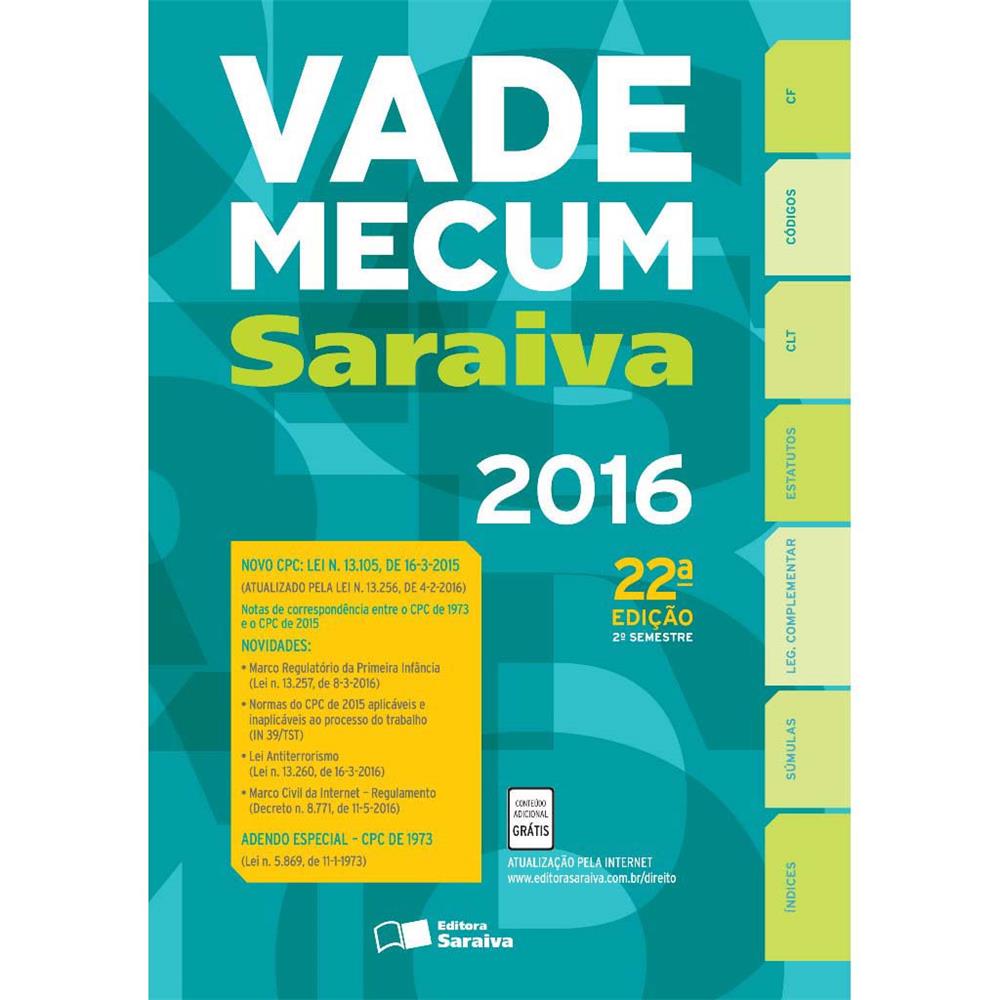 VADE
MECUM
Saraiva
2016
22ª
EDIÇÃO
2º SEMESTRE
NOVO CPC: LEI N. 13.105, DE 16-3-2015
(ATUALIZADO PELA LEI N. 13.256, DE 4-2-2016)
Notas de correspondência entre o CPC de 1973
e o CPC de 2015
NOVIDADES:
• Marco Regulatório da Primeira Infância
(Lei n. 13.257, de 8-3-2016)
• Normas do CPC de 2015 aplicáveis e
inaplicáveis ao processo do trabalho
(IN 39/TST)
• Lei Antiterrorismo
(Lei n. 13.260, de 16-3-2016)
• Marco Civil da Internet – Regulamento
(Decreto n. 8.771, de 11-5-2016)
ADENDO ESPECIAL – CPC DE 1973
(Lei n. 5.869, de 11-1-1973)
CONTEÚDO
ADICIONAL
GRÁTIS
ATUALIZAÇÃO PELA INTERNET
www.editorasaraiva.com.br/direito
Editora
Saraiva
CF
CÓDIGOS
CLT
ESTATUTOS
LEG. COMPLEMENTAR
SÚMULAS
ÍNDICES